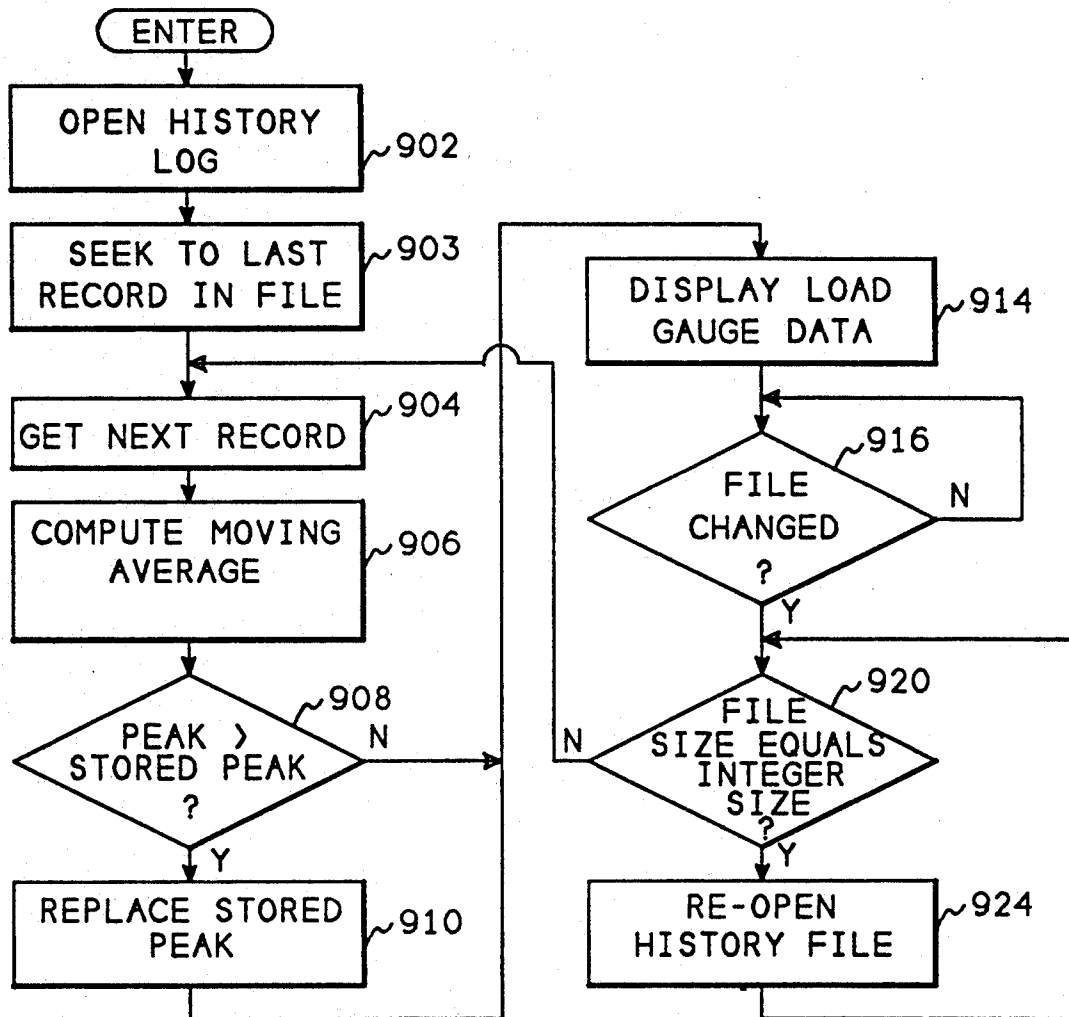 ENTER
OPEN HISTORY
LOG
902
SEEK TO LAST
RECORD IN FILE
903
GET NEXT RECORD
904
COMPUTE MOVING
AVERAGE
906
PEAK >
STORED PEAK
?
908
N
Y
REPLACE STORED
PEAK
910
DISPLAY LOAD
GAUGE DATA
914
FILE
CHANGED
?
916
N
Y
FILE
SIZE EQUALS
INTEGER
SIZE
?
920
N
Y
RE-OPEN
HISTORY FILE
924